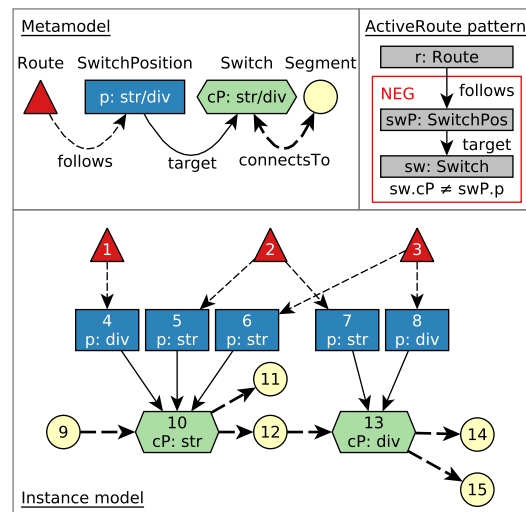 Metamodel
Route
SwitchPosition
Switch
Segment
p: str/div
cP: str/div
follows
target
connectsTo
ActiveRoute pattern
r: Route
NEG
follows
swP: SwitchPos
target
sw: Switch
sw.cP ≠ swP.p
1
2
3
4
p: div
5
p: str
6
p: str
7
p: str
8
p: div
11
9
10
cP: str
12
13
cP: div
14
15
Instance model